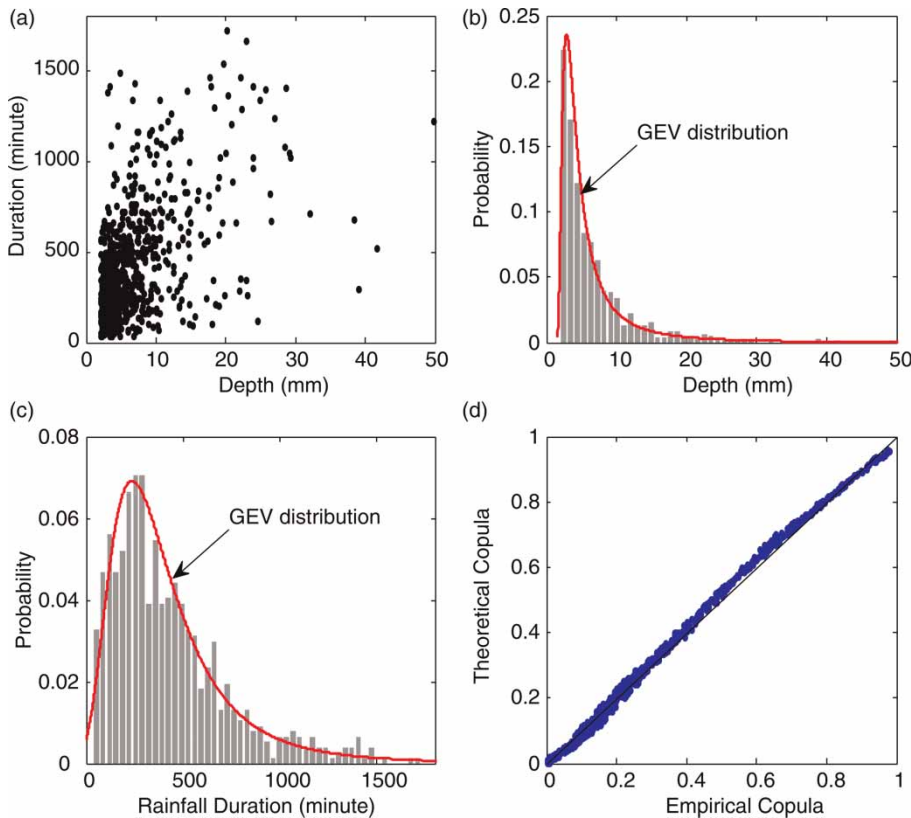 (a)
1500
1000
500
0
Duration (minute)
0 10 20 30 40 50
Depth (mm)
(b)
0.25
0.20
0.15
0.1
0.05
0
Probability
GEV distribution
0 10 20 30 40 50
Depth (mm)
(c)
0.08
0.06
0.04
0.02
0
Probability
GEV distribution
0 500 1000 1500
Rainfall Duration (minute)
(d)
1
0.8
0.6
0.4
0.2
0
Theoretical Copula
0 0.2 0.4 0.6 0.8 1
Empirical Copula